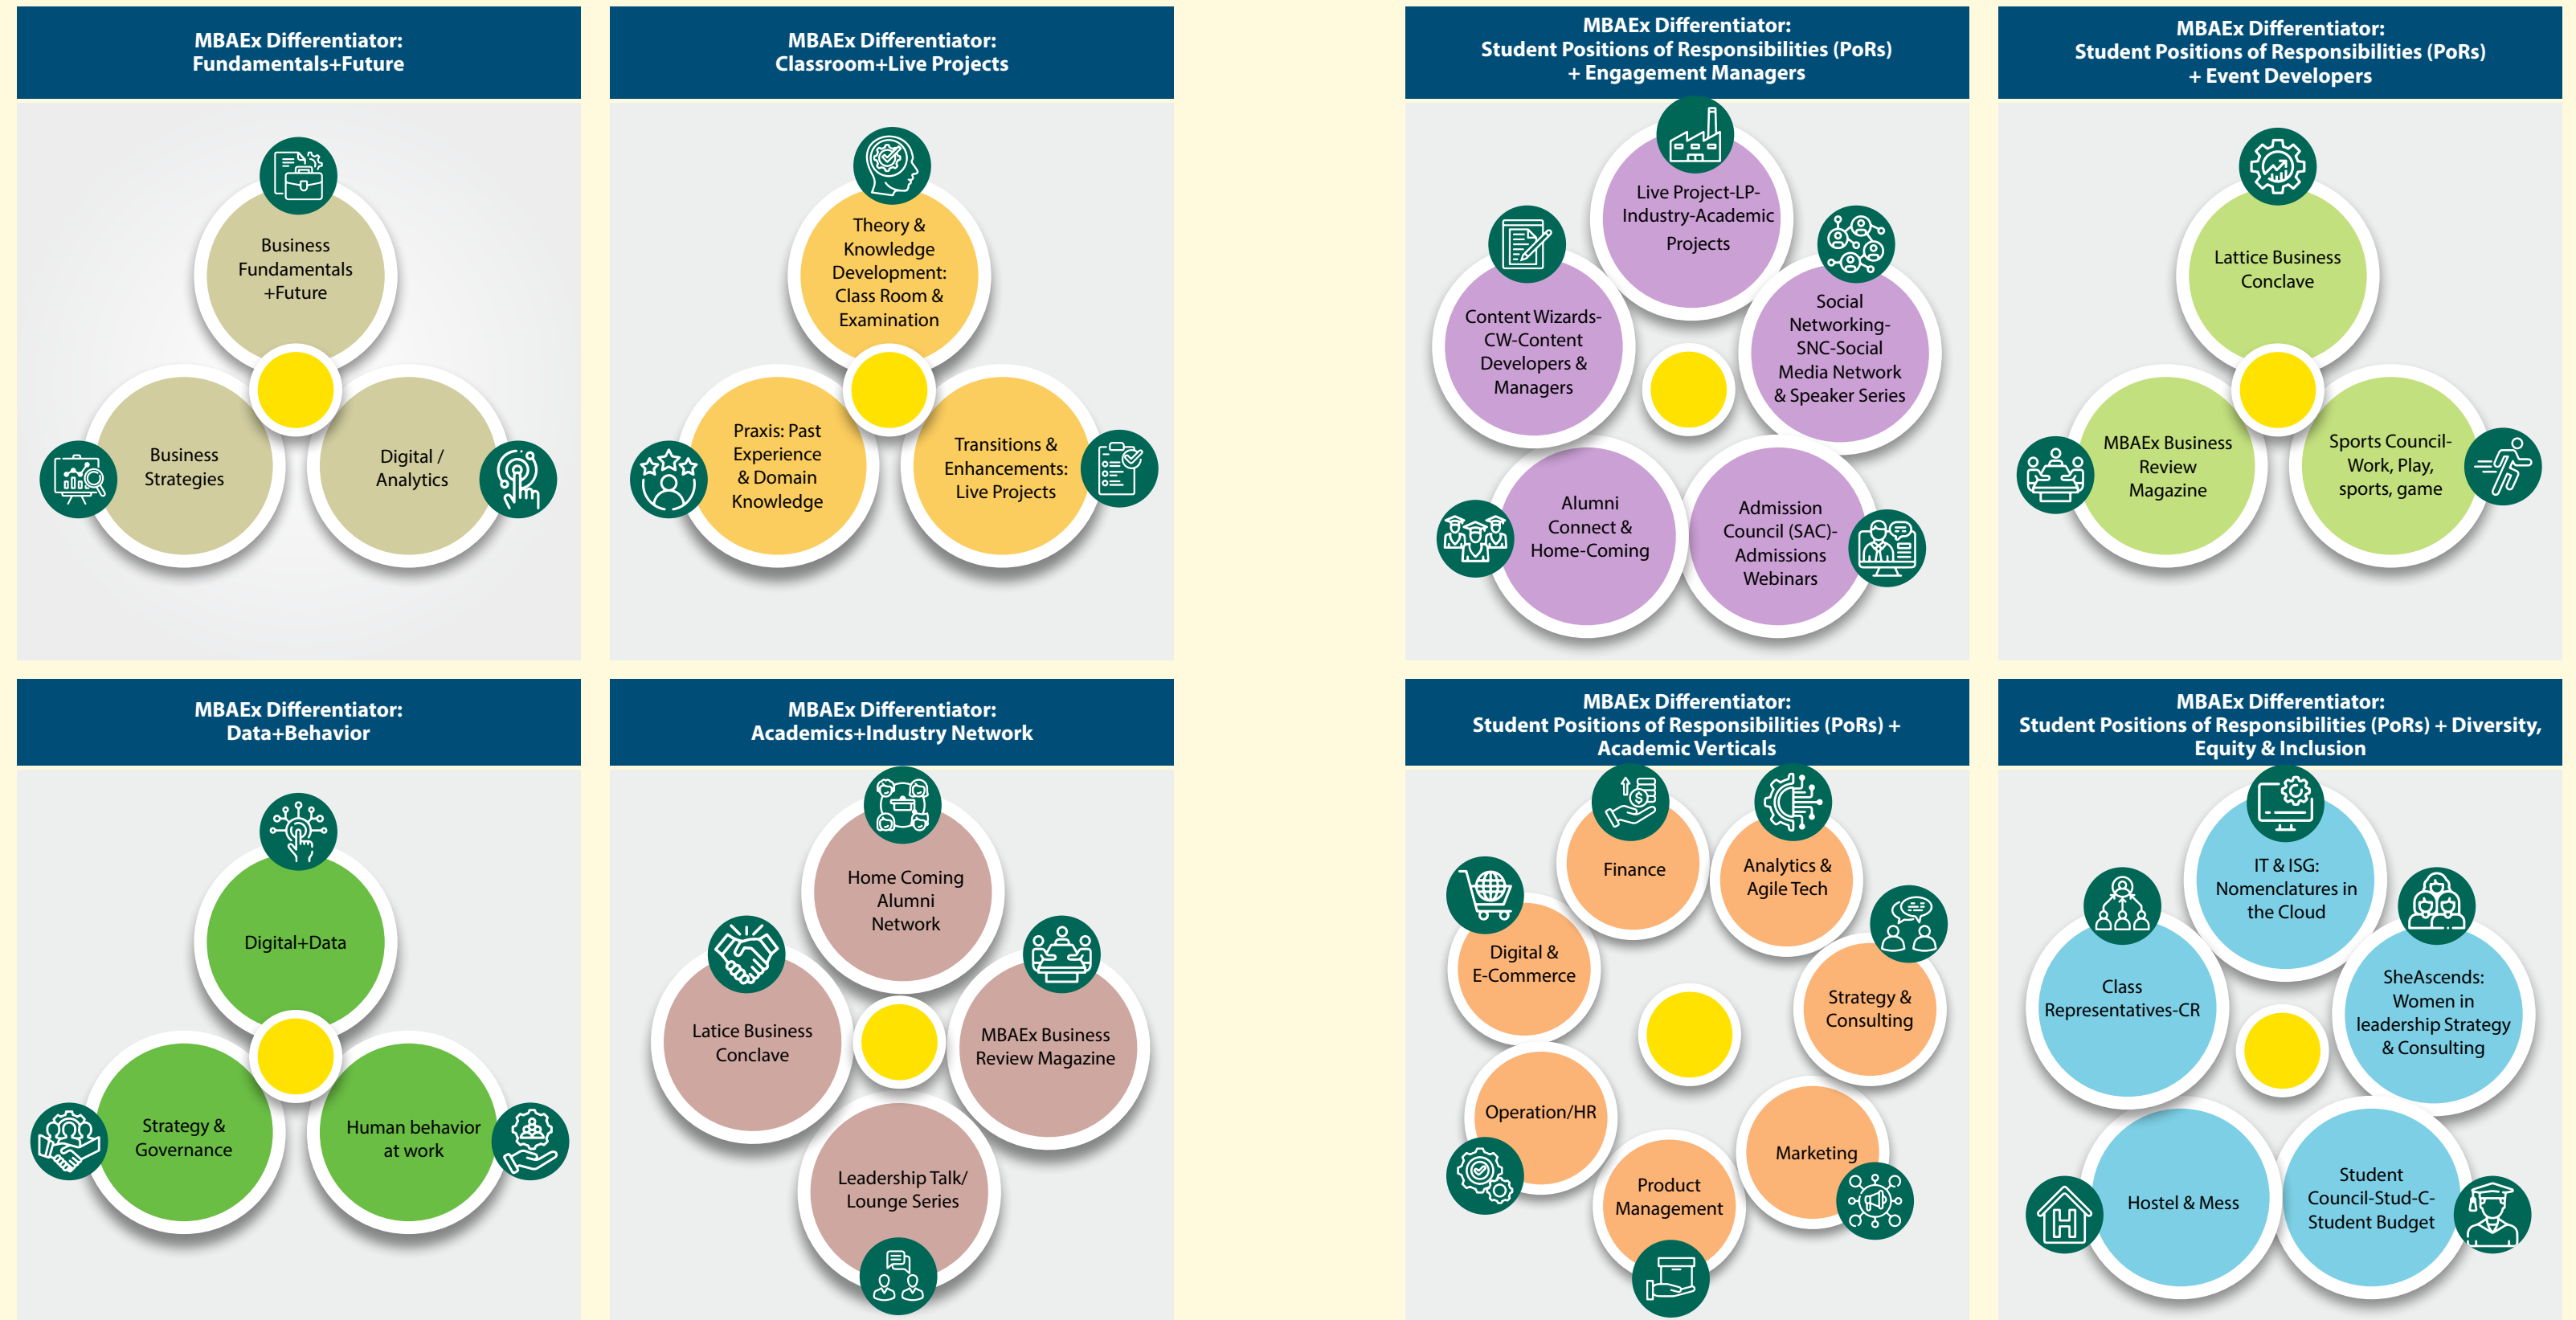 MBAEx Differentiator:
Fundamentals+Future
Business
Fundamentals
+Future
Business
Strategies
Digital /
Analytics
MBAEx Differentiator:
Classroom+Live Projects
Theory &
Knowledge
Development:
Class Room &
Examination
Praxis: Past
Experience
& Domain
Knowledge
Transitions &
Enhancements:
Live Projects
MBAEx Differentiator:
Student Positions of Responsibilities (PoRs)
+ Engagement Managers
Live Project-LP-
Industry-Academic
Projects
Content Wizards-
CW-Content
Developers &
Managers
Social
Networking-
SNC-Social
Media Network
& Speaker Series
Alumni
Connect &
Home-Coming
Admission
Council (SAC)-
Admissions
Webinars
MBAEx Differentiator:
Student Positions of Responsibilities (PoRs)
+ Event Developers
Lattice Business
Conclave
MBAEx Business
Review
Magazine
Sports Council-
Work, Play,
sports, game
MBAEx Differentiator:
Data+Behavior
Digital+Data
Strategy &
Governance
Human behavior
at work
MBAEx Differentiator:
Academics+Industry Network
Home Coming
Alumni
Network
Latice Business
Conclave
MBAEx Business
Review Magazine
Leadership Talk/
Lounge Series
MBAEx Differentiator:
Student Positions of Responsibilities (PoRs) +
Academic Verticals
Finance
Analytics &
Agile Tech
Digital &
E-Commerce
Strategy &
Consulting
Operation/HR
Marketing
Product
Management
MBAEx Differentiator:
Student Positions of Responsibilities (PoRs) + Diversity,
Equity & Inclusion
IT & ISG:
Nomenclatures in
the Cloud
Class
Representatives-CR
SheAscends:
Women in
leadership Strategy
& Consulting
Hostel & Mess
H
Student
Council-Stud-C-
Student Budget